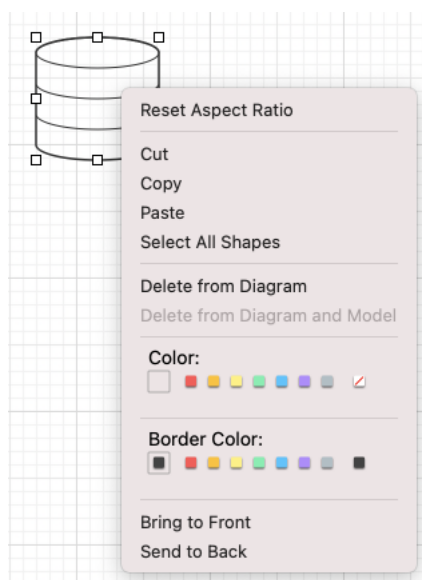 Reset Aspect Ratio
Cut
Copy
Paste
Select All Shapes
Delete from Diagram
Delete from Diagram and Model
Color:
Border Color:
Bring to Front
Send to Back